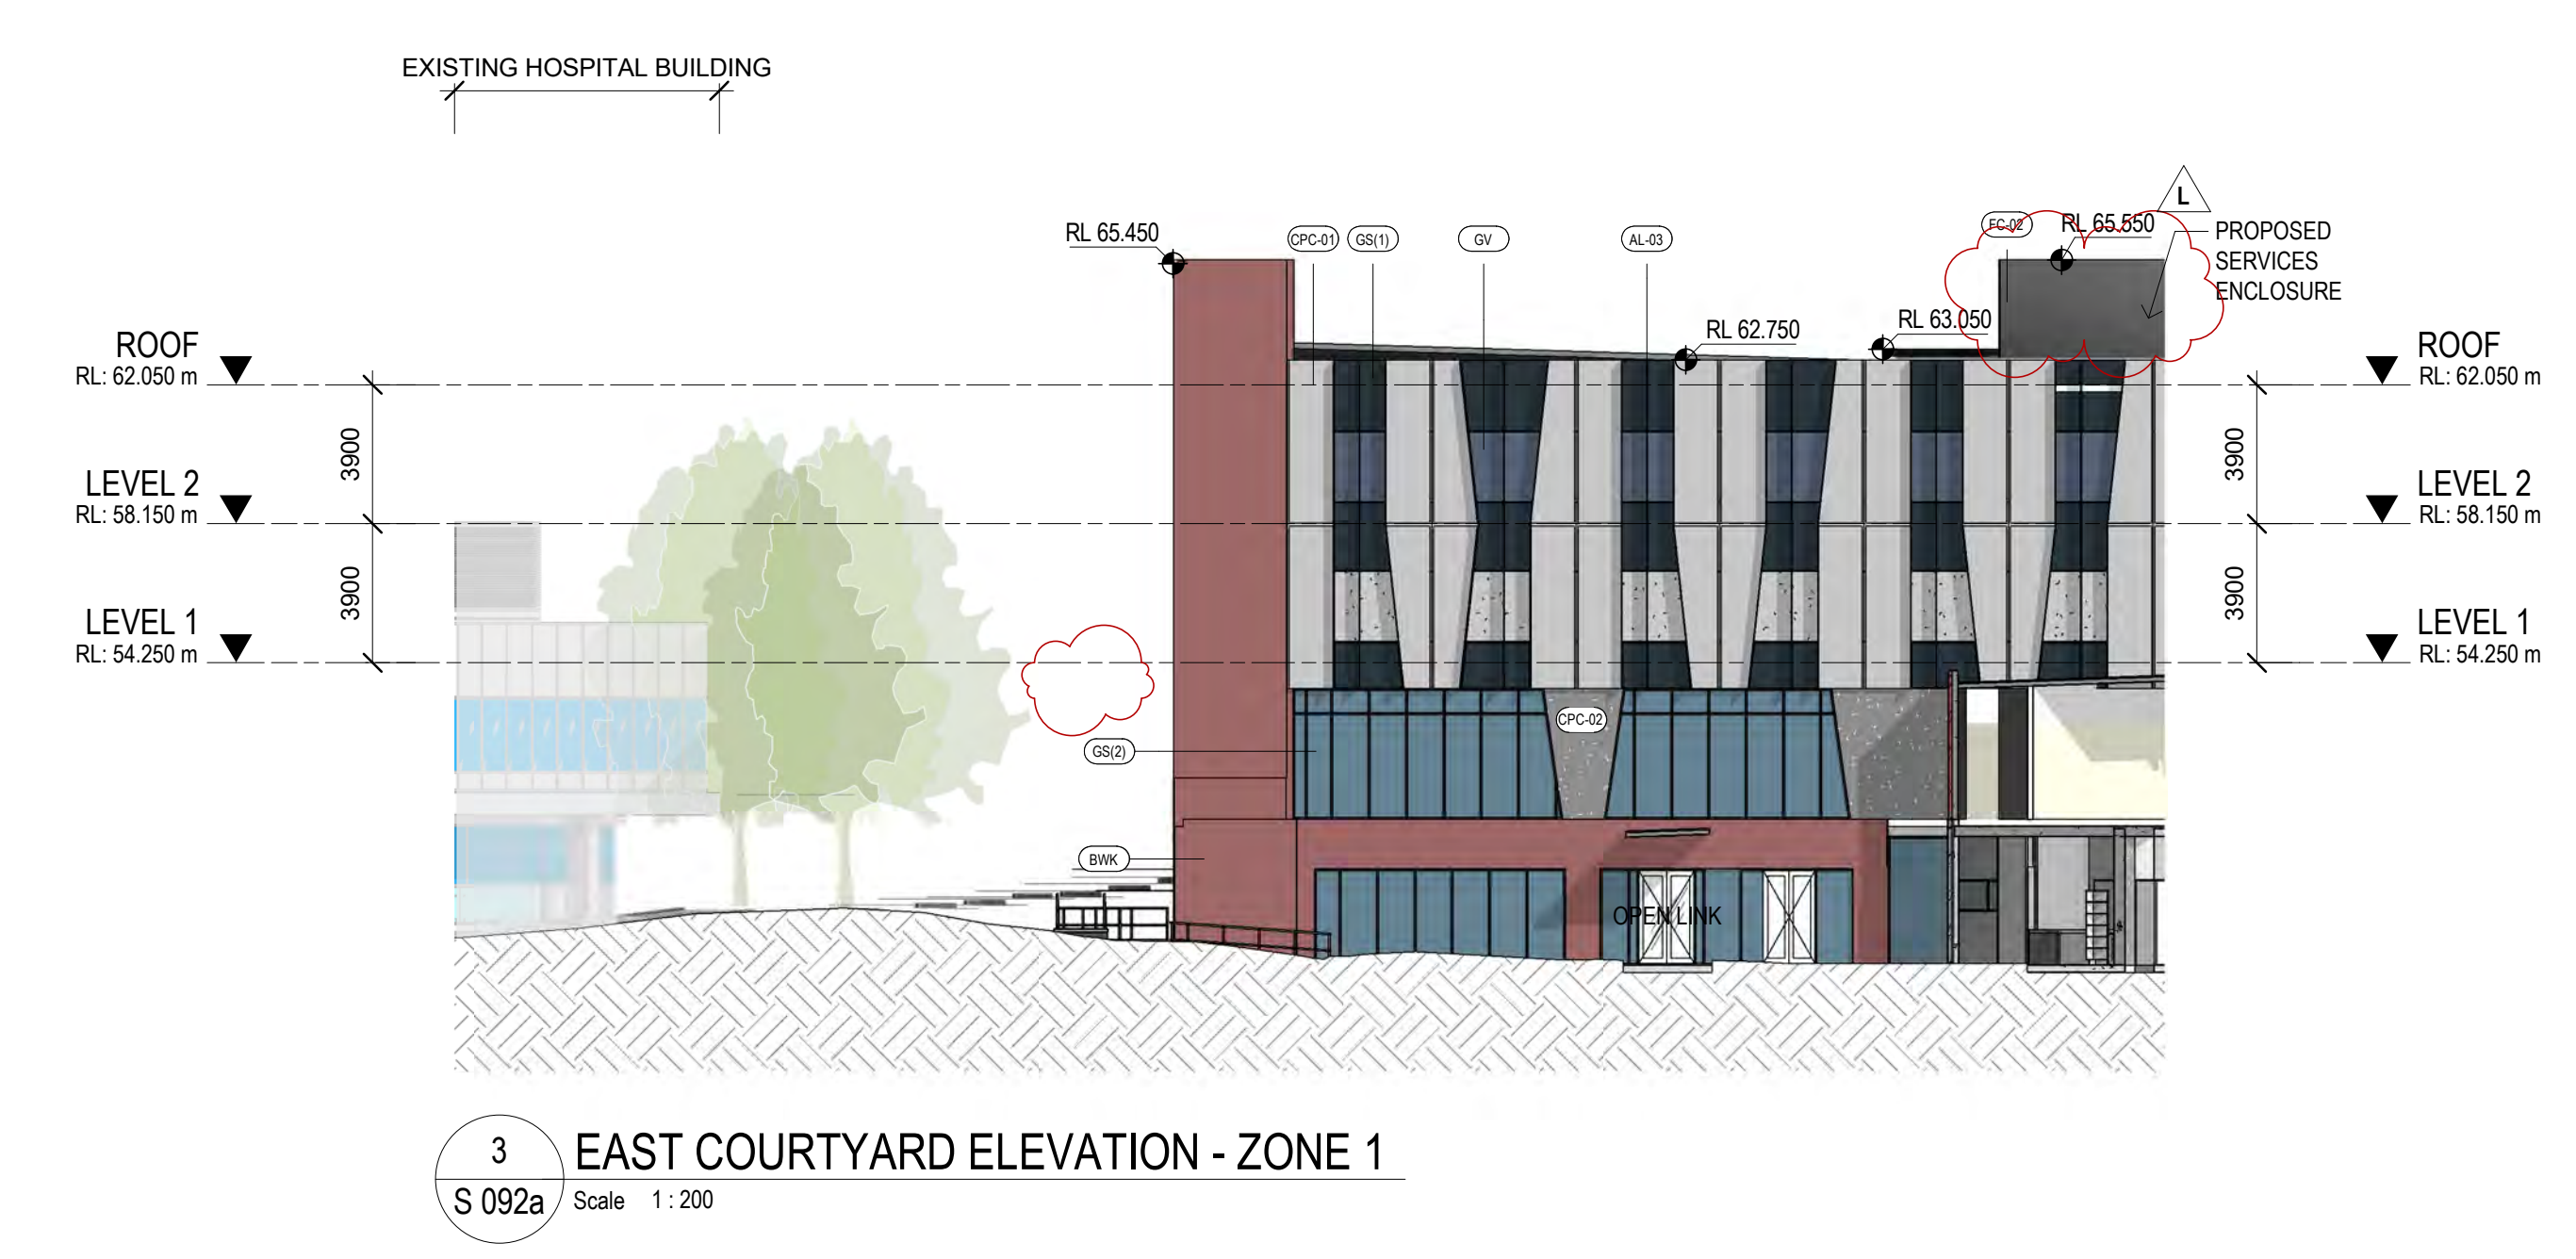 EXISTING HOSPITAL BUILDING
L
RL 65.450
CPC-01
GS(1)
GV
AL-03
FC-02
RL 65.550
PROPOSED
SERVICES
ENCLOSURE
RL 62.750
RL 63.050
ROOF
RL: 62.050 m
ROOF
RL: 62.050 m
3900
3900
LEVEL 2
RL: 58.150 m
LEVEL 2
RL: 58.150 m
3900
3900
LEVEL 1
RL: 54.250 m
LEVEL 1
RL: 54.250 m
CPC-02
GS(2)
BWK
OPEN LINK
3
S 092a
EAST COURTYARD ELEVATION - ZONE 1
Scale 1 : 200